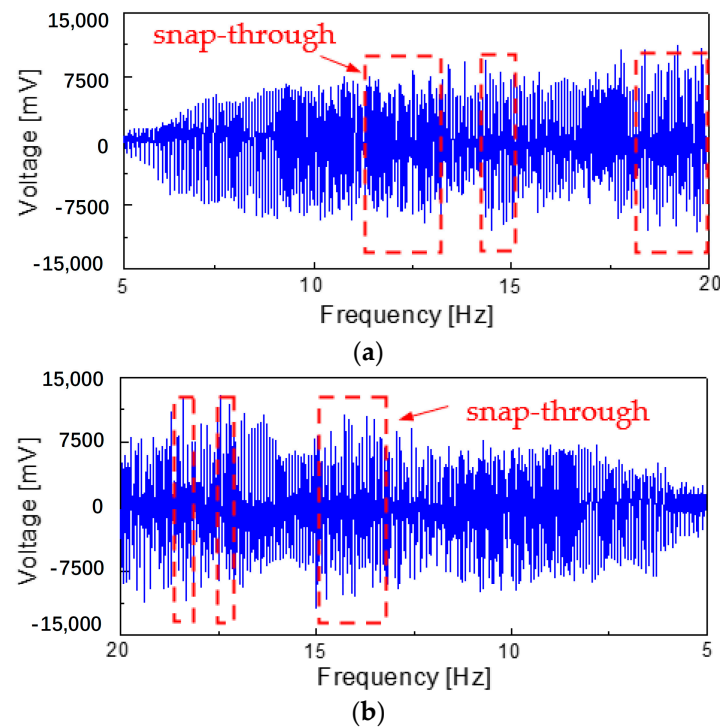 15,000
snap-through
7500
0
-7500
-15,000
Voltage [mV]
5 10 15 20
Frequency [Hz]
(a)
15,000
snap-through
7500
0
-7500
-15,000
Voltage [mV]
20 15 10 5
Frequency [Hz]
(b)